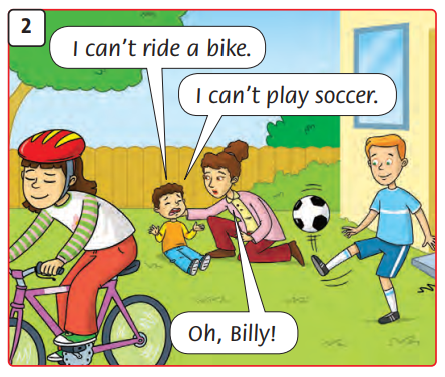 2
I can't ride a bike.
I can't play soccer.
Oh, Billy!